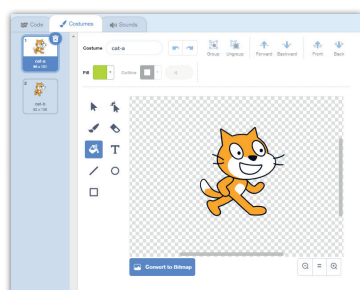 Code Costumes Sounds
1
cat-a
2
cat-b
Costume cat-a
Group Ungroup Forward Backward Front Back
Fill Outline
T
Convert to Bitmap
=